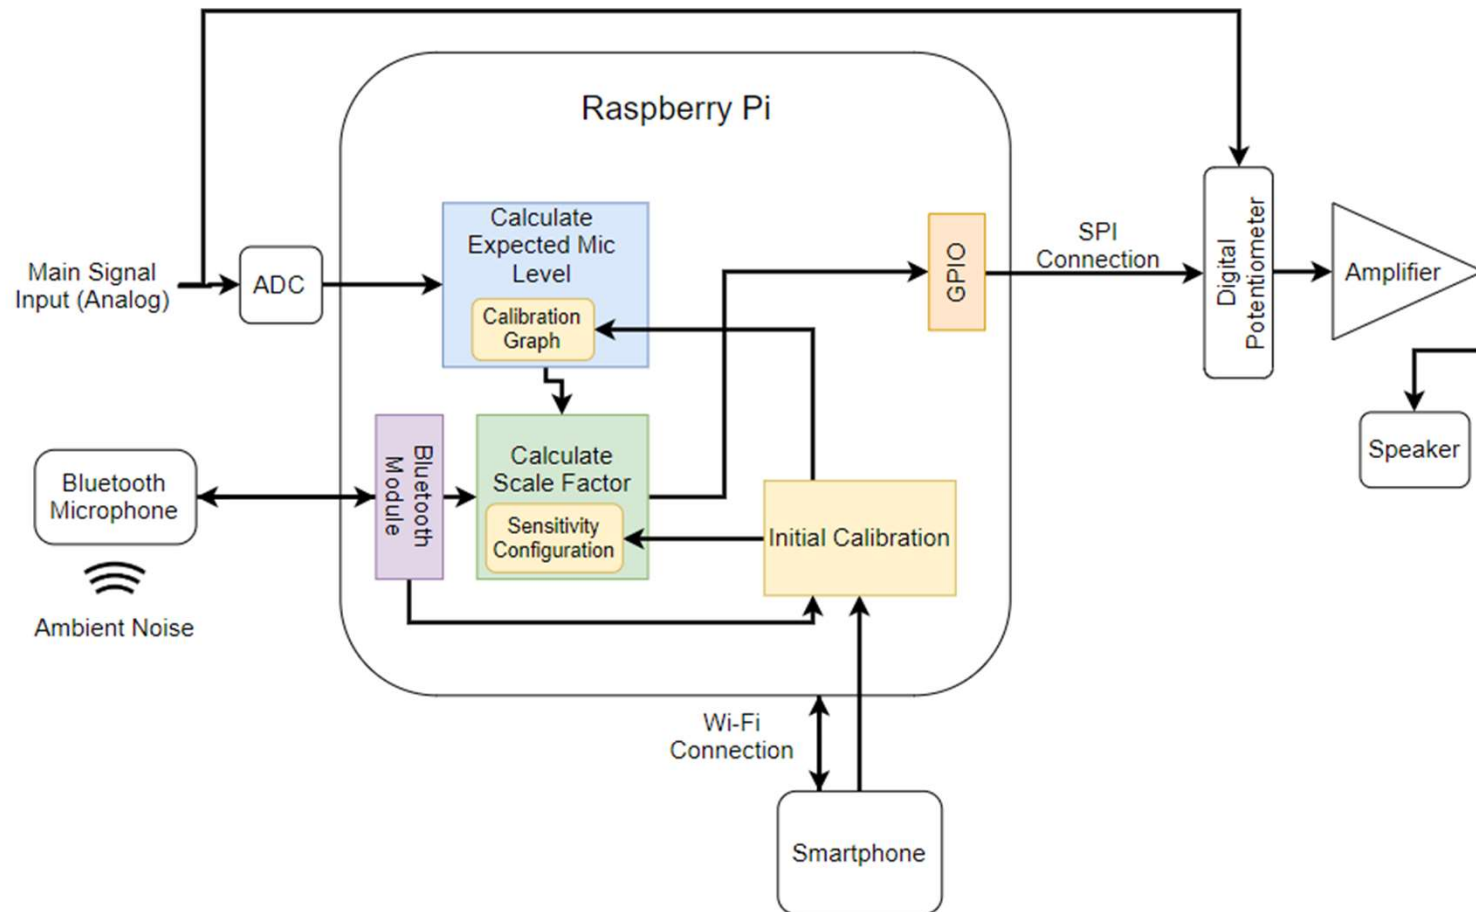 Raspberry Pi
Main Signal
Input (Analog)
ADC
Calculate
Expected Mic
Level
Calibration
Graph
GPIO
SPI
Connection
Digital
Potentiometer
Amplifier
Speaker
Bluetooth
Microphone
Ambient Noise
Bluetooth
Module
Calculate
Scale Factor
Sensitivity
Configuration
Initial Calibration
Wi-Fi
Connection
Smartphone